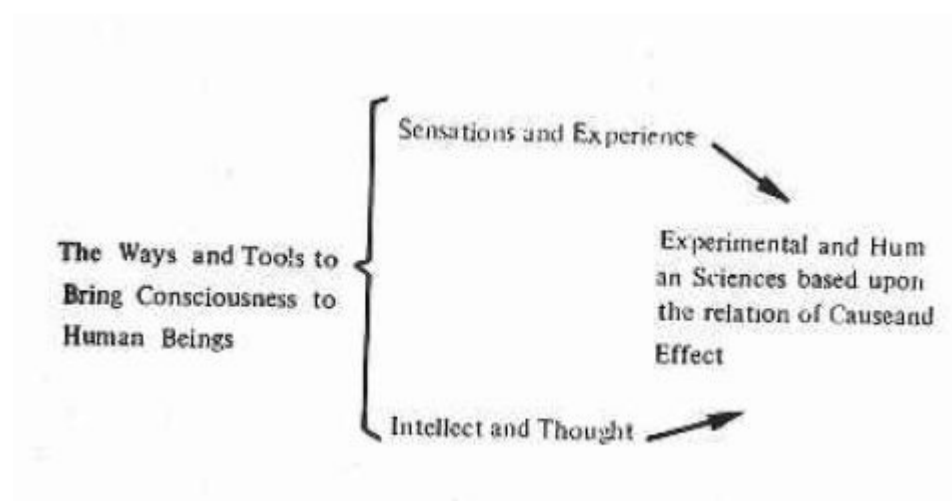 Sensations and Experience
The Ways and Tools to
Bring Consciousness to
Human Beings
Experimental and Hum
an Sciences based upon
the relation of Causeand
Effect
Intellect and Thought